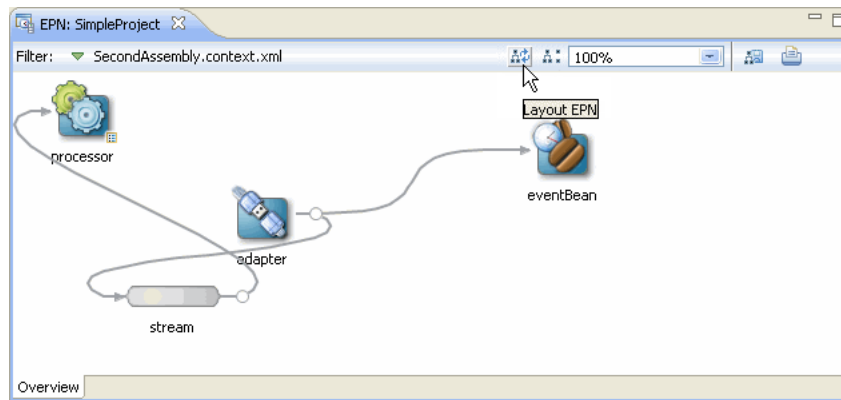 EPN: SimpleProject
Filter: SecondAssembly.context.xml 100%
Layout EPN
processor
eventBean
adapter
stream
Overview